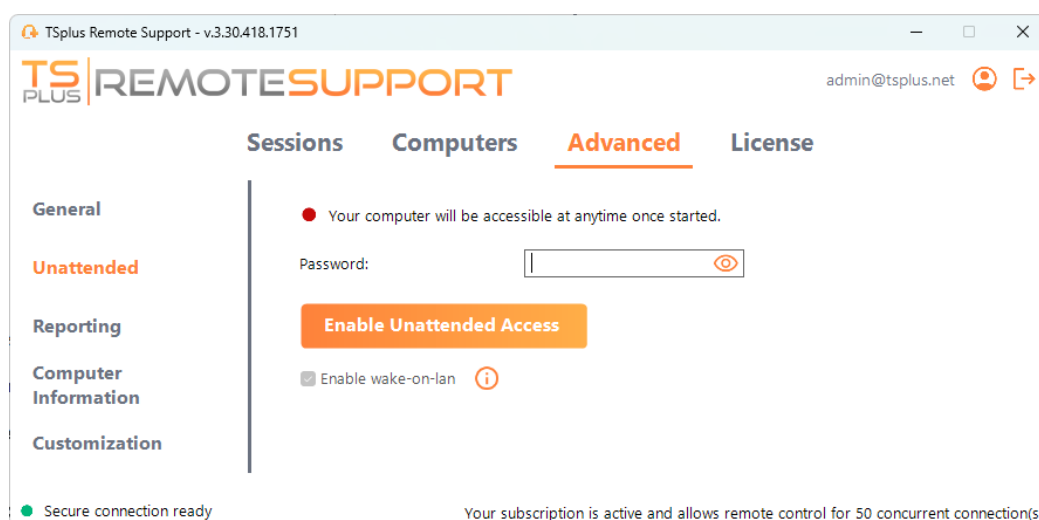 TSplus Remote Support - v.3.30.418.1751
TS PLUS REMOTESUPPORT
admin@tsplus.net
Sessions Computers Advanced License
General
Unattended
Reporting
Computer
Information
Customization
Your computer will be accessible at anytime once started.
Password:
Enable Unattended Access
Enable wake-on-lan
Secure connection ready
Your subscription is active and allows remote control for 50 concurrent connection(s